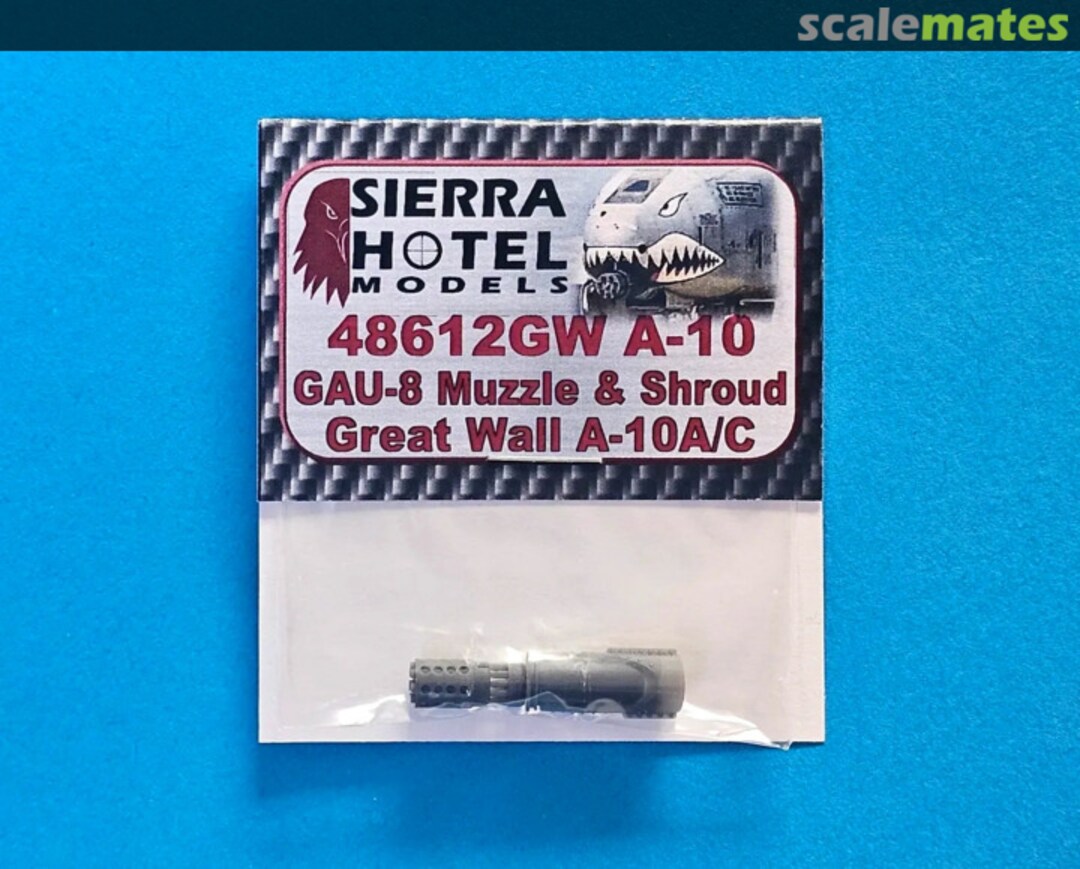 scalemates
SIERRA
HOTEL
MODELS
48612GW A-10
GAU-8 Muzzle & Shroud
Great Wall A-10A/C